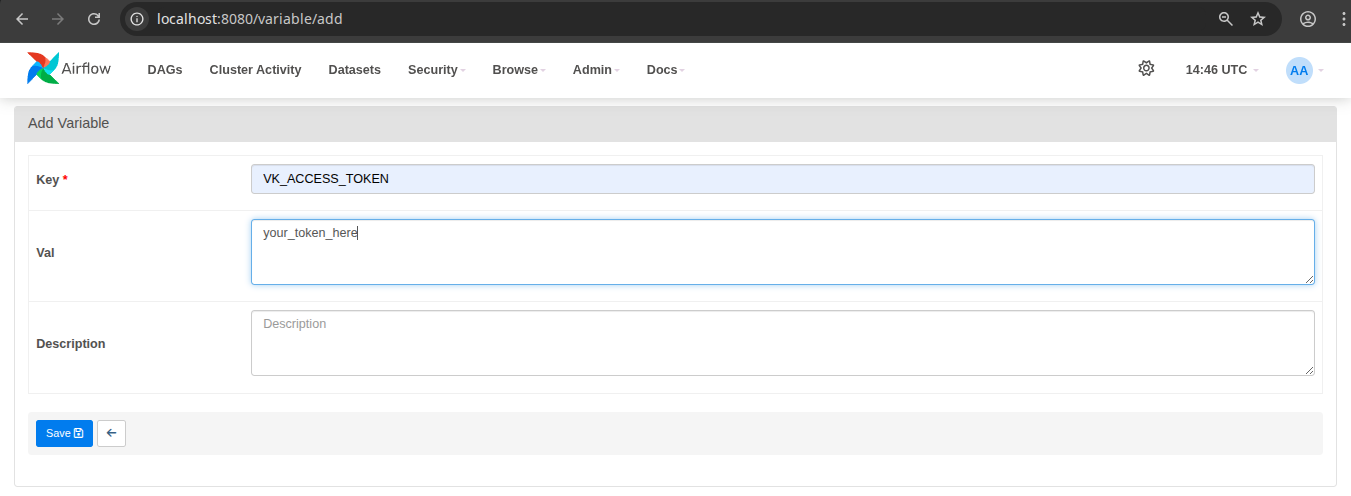 localhost:8080/variable/add
Airflow DAGs Cluster Activity Datasets Security Browse Admin Docs 14:46 UTC AA
Add Variable
Key * VK_ACCESS_TOKEN
Val your_token_here
Description Description
Save